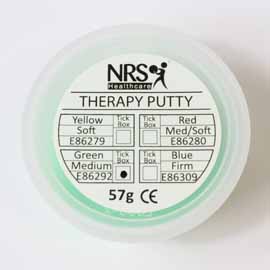 NRS
Healthcare
THERAPY PUTTY
Yellow Tick Box Tick Box Red
Soft Med/Soft
E86279 E86280
Green Tick Box Tick Box Blue
Medium Firm
E86292 E86309
57g CE